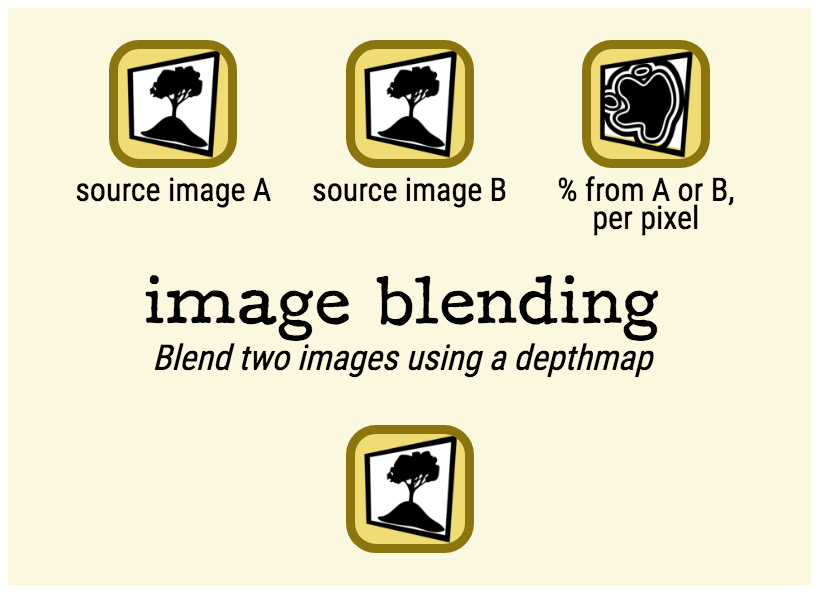 source image A
source image B
% from A or B,
per pixel
image blending
Blend two images using a depthmap